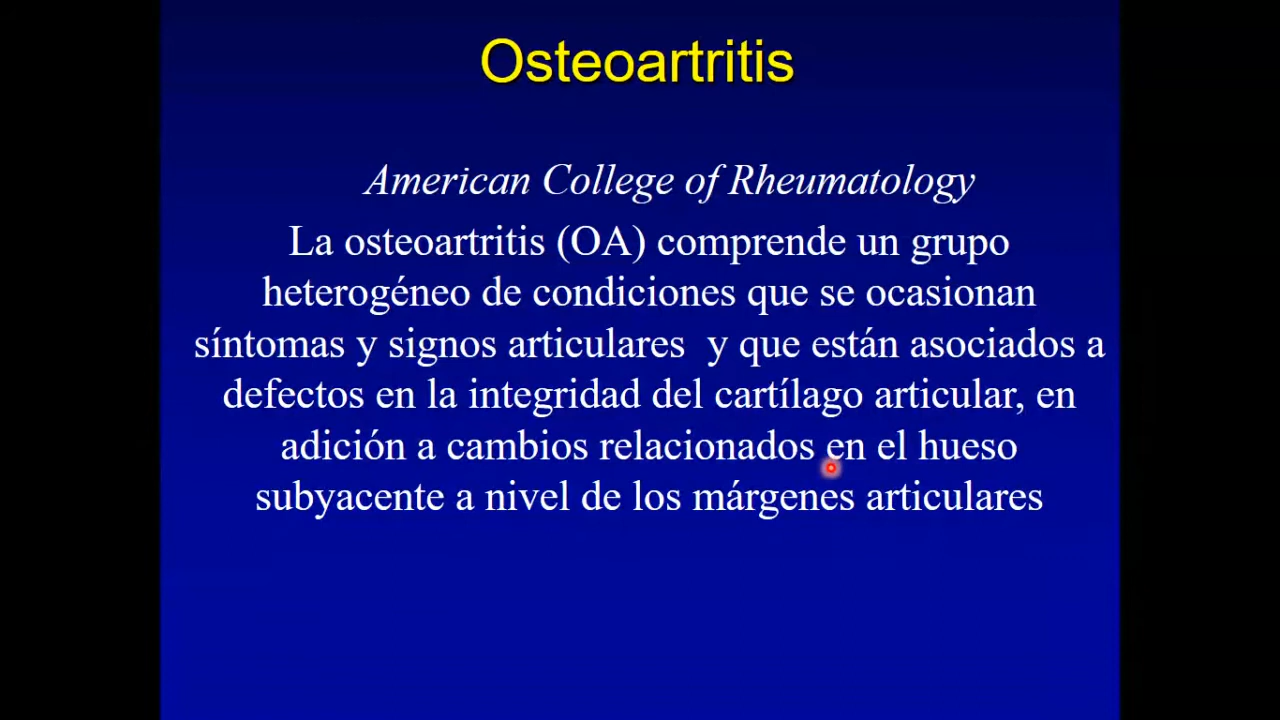 Osteoartritis
American College of Rheumatology
La osteoartritis (OA) comprende un grupo
heterogéneo de condiciones que se ocasionan
síntomas y signos articulares  y que están asociados a
defectos en la integridad del cartílago articular, en
adición a cambios relacionados en el hueso
subyacente a nivel de los márgenes articulares